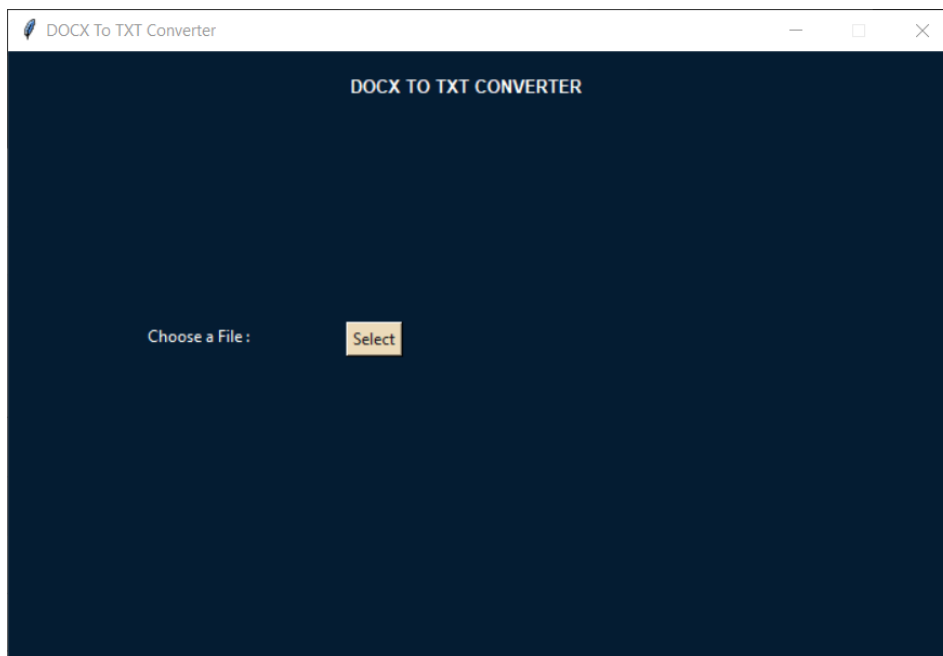 DOCX To TXT Converter
DOCX TO TXT CONVERTER
Choose a File :
Select